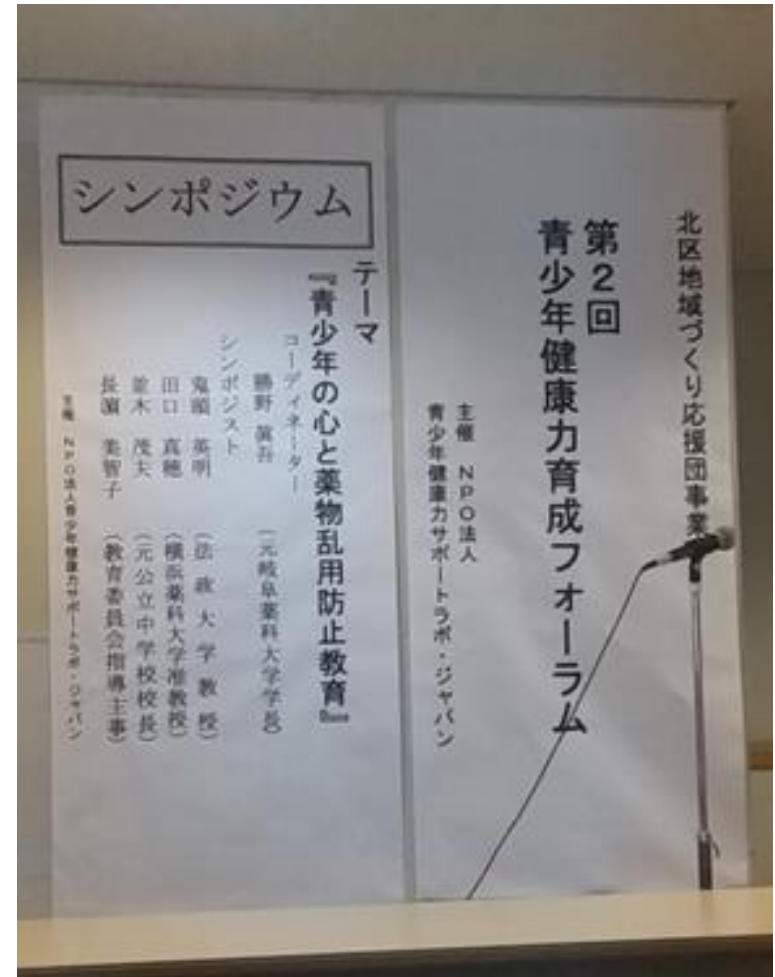 北区地域づくり応援団事業
第2回
青少年健康力育成フォーラム
主催 NPO法人
青少年健康力サポートラボ・ジャパン
シンポジウム
テーマ
『青少年の心と薬物乱用防止教育』
コーディネーター
勝野 眞吾 (元岐阜薬科大学学長)
シンポジスト
鬼頭 英明 (法政大学教授)
田口 真穂 (横浜薬科大学准教授)
並木 茂夫 (元公立中学校校長)
長濵 美智子 (教育委員会指導主事)
主催 NPO法人青少年健康力サポートラボ・ジャパン